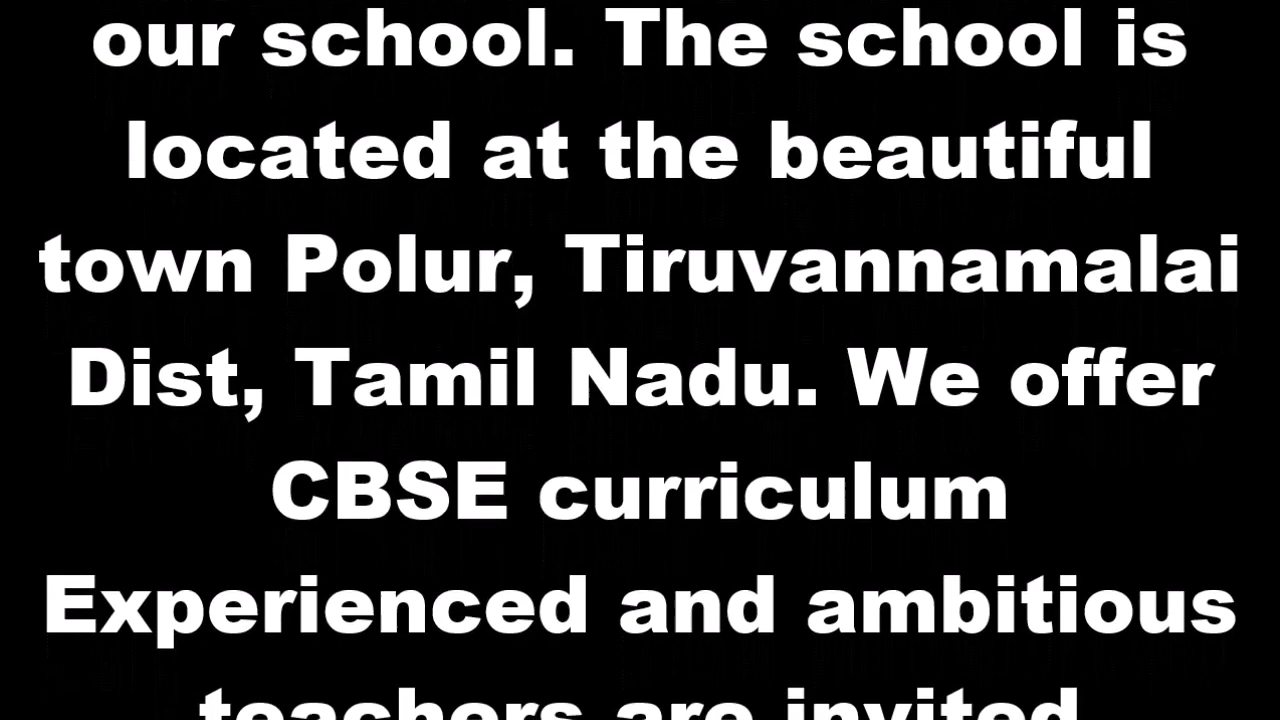 our school. The school is
located at the beautiful
town Polur, Tiruvannamalai
Dist, Tamil Nadu. We offer
CBSE curriculum
Experienced and ambitious
teachers are invited